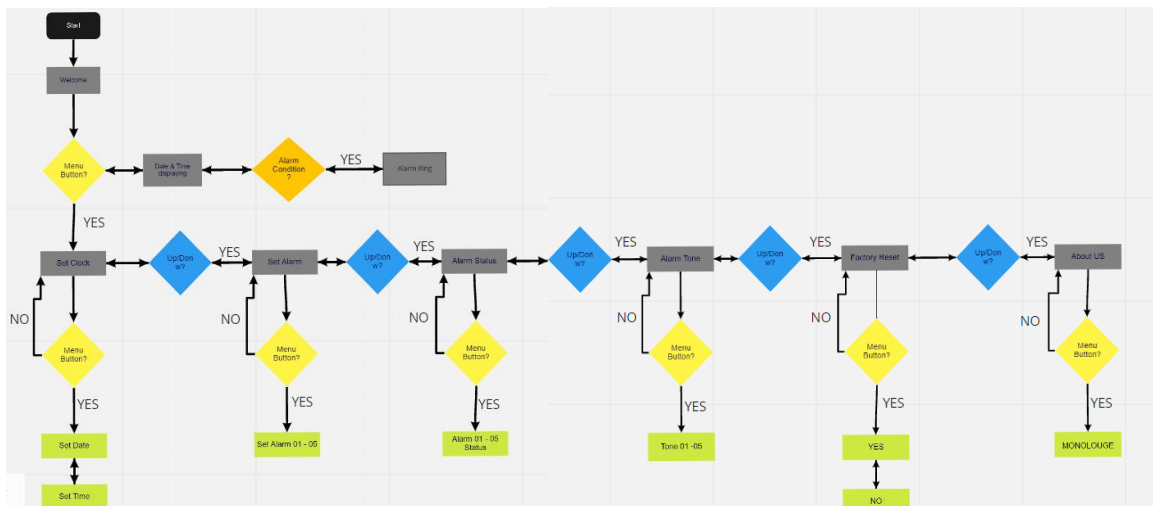 Start
Welcome
Menu
Button?
Date & Time
displaying
Alarm
Condition
?
YES
Alarm Ring
YES
Set Clock
Up/Don
w?
YES
Set Alarm
Up/Don
w?
YES
Alarm Status
Up/Don
w?
YES
Alarm Tone
Up/Don
w?
YES
Factory Reset
Up/Don
w?
YES
About US
NO
Menu
Button?
NO
Menu
Button?
NO
Menu
Button?
NO
Menu
Button?
NO
Menu
Button?
NO
Menu
Button?
YES
YES
YES
YES
YES
YES
Set Date
Set Alarm 01 - 05
Alarm 01 - 05
Status
Tone 01 -05
YES
MONOLOUGE
Set Time
NO